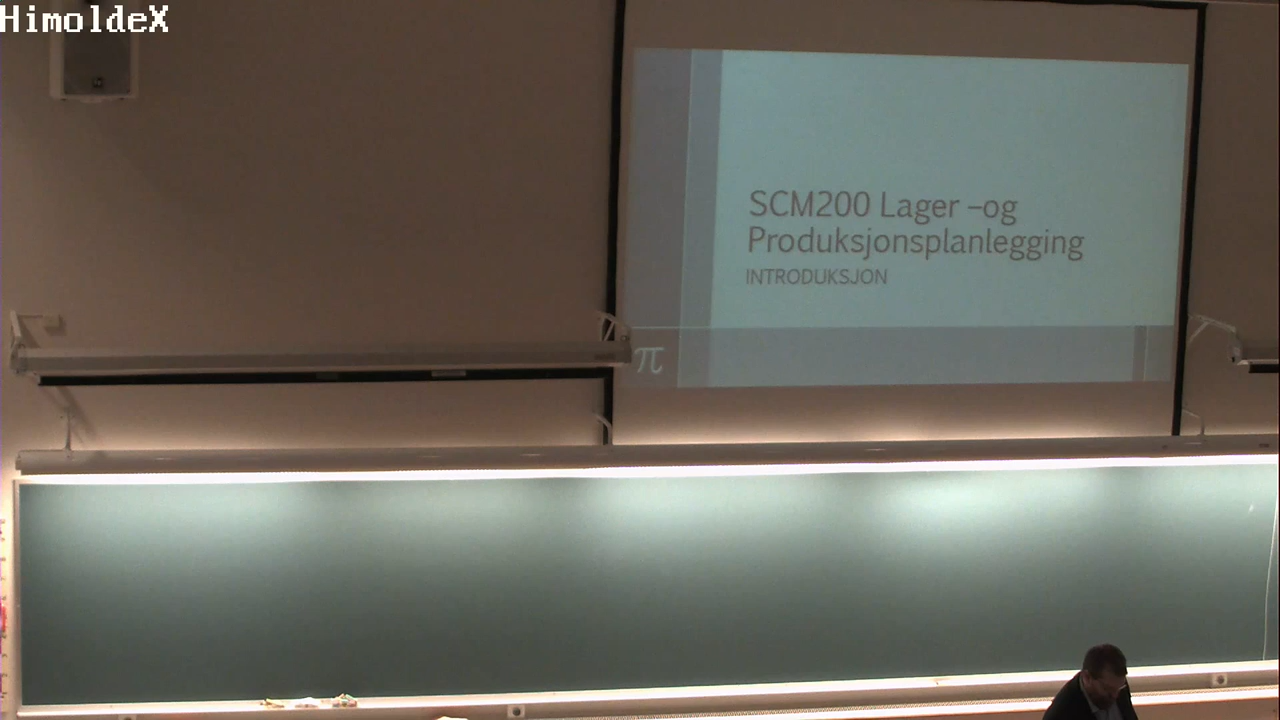 HimoldeX
SCM200 Lager –og
Produksjonsplanlegging
INTRODUKSJON
π